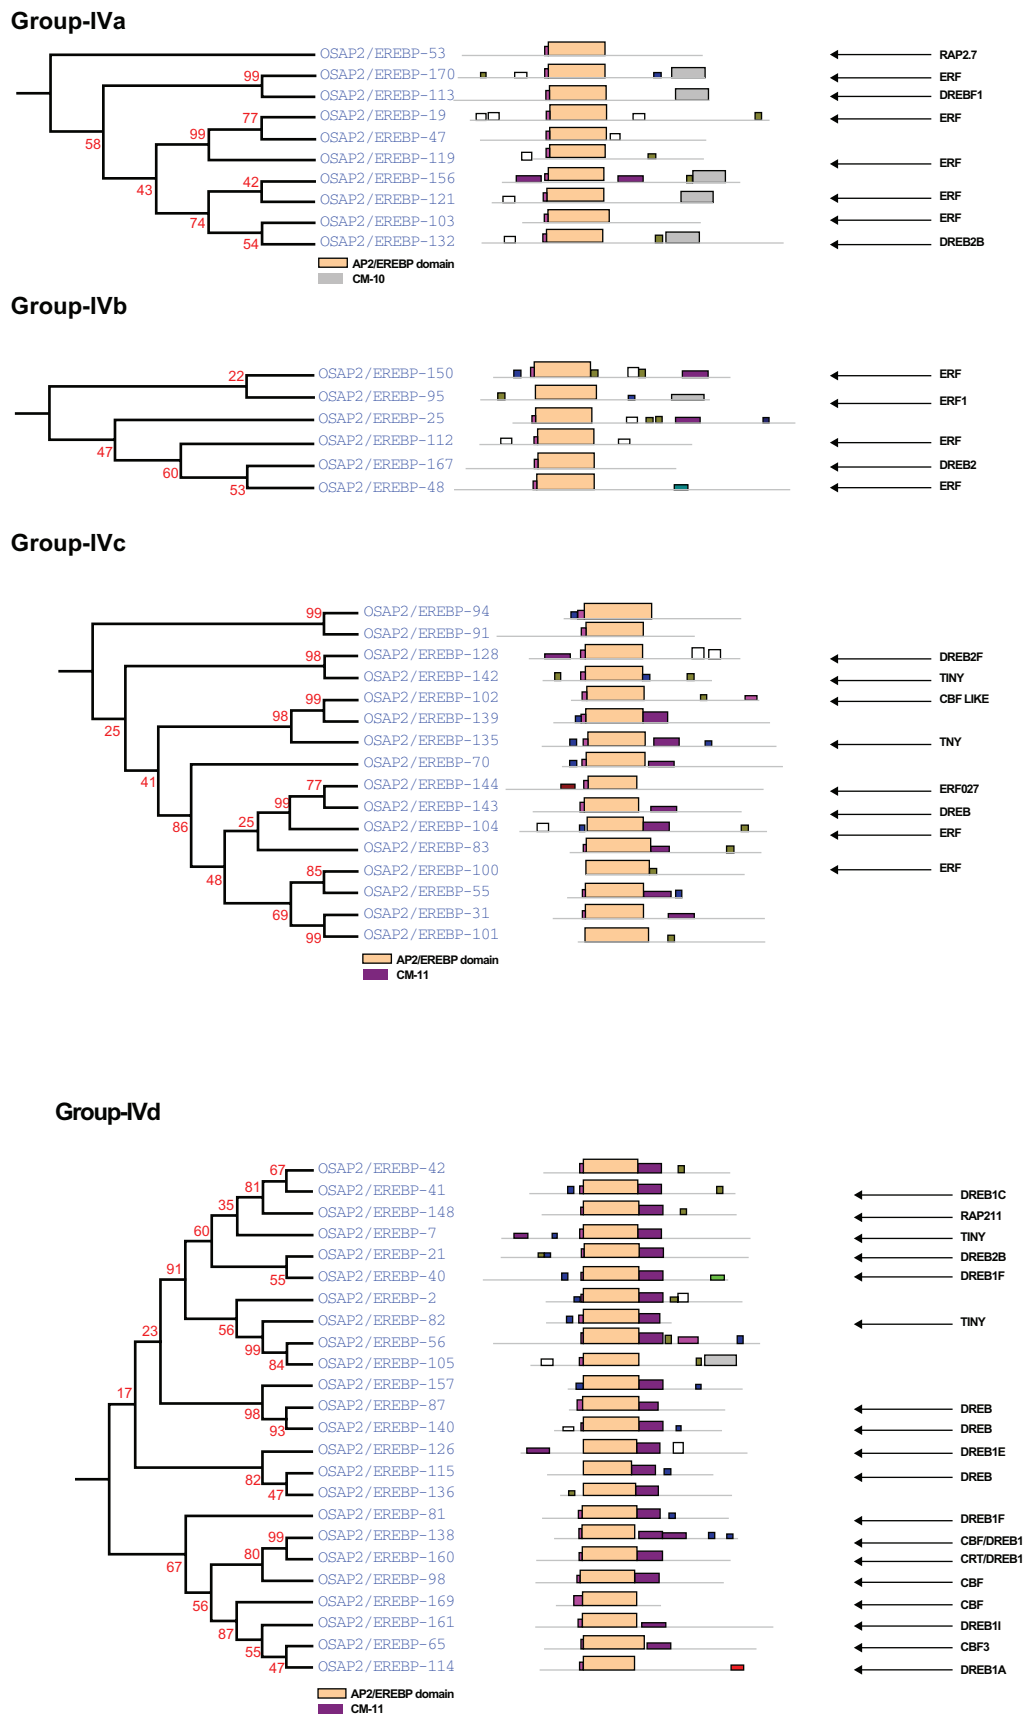 Group-IVa
OSAP2/EREBP-53 RAP2.7
99 OSAP2/EREBP-170 ERF
OSAP2/EREBP-113 DREBF1
77 OSAP2/EREBP-19 ERF
99 OSAP2/EREBP-47
58 OSAP2/EREBP-119 ERF
42 OSAP2/EREBP-156
43 OSAP2/EREBP-121 ERF
74 OSAP2/EREBP-103 ERF
54 OSAP2/EREBP-132 DREB2B
AP2/EREBP domain
CM-10
Group-IVb
22 OSAP2/EREBP-150 ERF
OSAP2/EREBP-95 ERF1
OSAP2/EREBP-25
47 OSAP2/EREBP-112 ERF
60 OSAP2/EREBP-167 DREB2
53 OSAP2/EREBP-48 ERF
Group-IVc
99 OSAP2/EREBP-94
OSAP2/EREBP-91
98 OSAP2/EREBP-128 DREB2F
OSAP2/EREBP-142 TINY
99 OSAP2/EREBP-102 CBF LIKE
98 OSAP2/EREBP-139
25 OSAP2/EREBP-135 TNY
OSAP2/EREBP-70
41 77 OSAP2/EREBP-144 ERF027
99 OSAP2/EREBP-143 DREB
86 25 OSAP2/EREBP-104 ERF
OSAP2/EREBP-83
48 85 OSAP2/EREBP-100 ERF
OSAP2/EREBP-55
69 OSAP2/EREBP-31
99 OSAP2/EREBP-101
AP2/EREBP domain
CM-11
Group-IVd
67 OSAP2/EREBP-42
81 OSAP2/EREBP-41 DREB1C
35 OSAP2/EREBP-148 RAP211
60 OSAP2/EREBP-7 TINY
OSAP2/EREBP-21 DREB2B
91 55 OSAP2/EREBP-40 DREB1F
OSAP2/EREBP-2
23 56 OSAP2/EREBP-82 TINY
99 OSAP2/EREBP-56
84 OSAP2/EREBP-105
17 OSAP2/EREBP-157
98 OSAP2/EREBP-87 DREB
93 OSAP2/EREBP-140 DREB
OSAP2/EREBP-126 DREB1E
82 OSAP2/EREBP-115 DREB
47 OSAP2/EREBP-136
OSAP2/EREBP-81 DREB1F
99 OSAP2/EREBP-138 CBF/DREB1
67 80 OSAP2/EREBP-160 CRT/DREB1
OSAP2/EREBP-98 CBF
56 OSAP2/EREBP-169 CBF
87 OSAP2/EREBP-161 DREB1I
55 OSAP2/EREBP-65 CBF3
47 OSAP2/EREBP-114 DREB1A
AP2/EREBP domain
CM-11